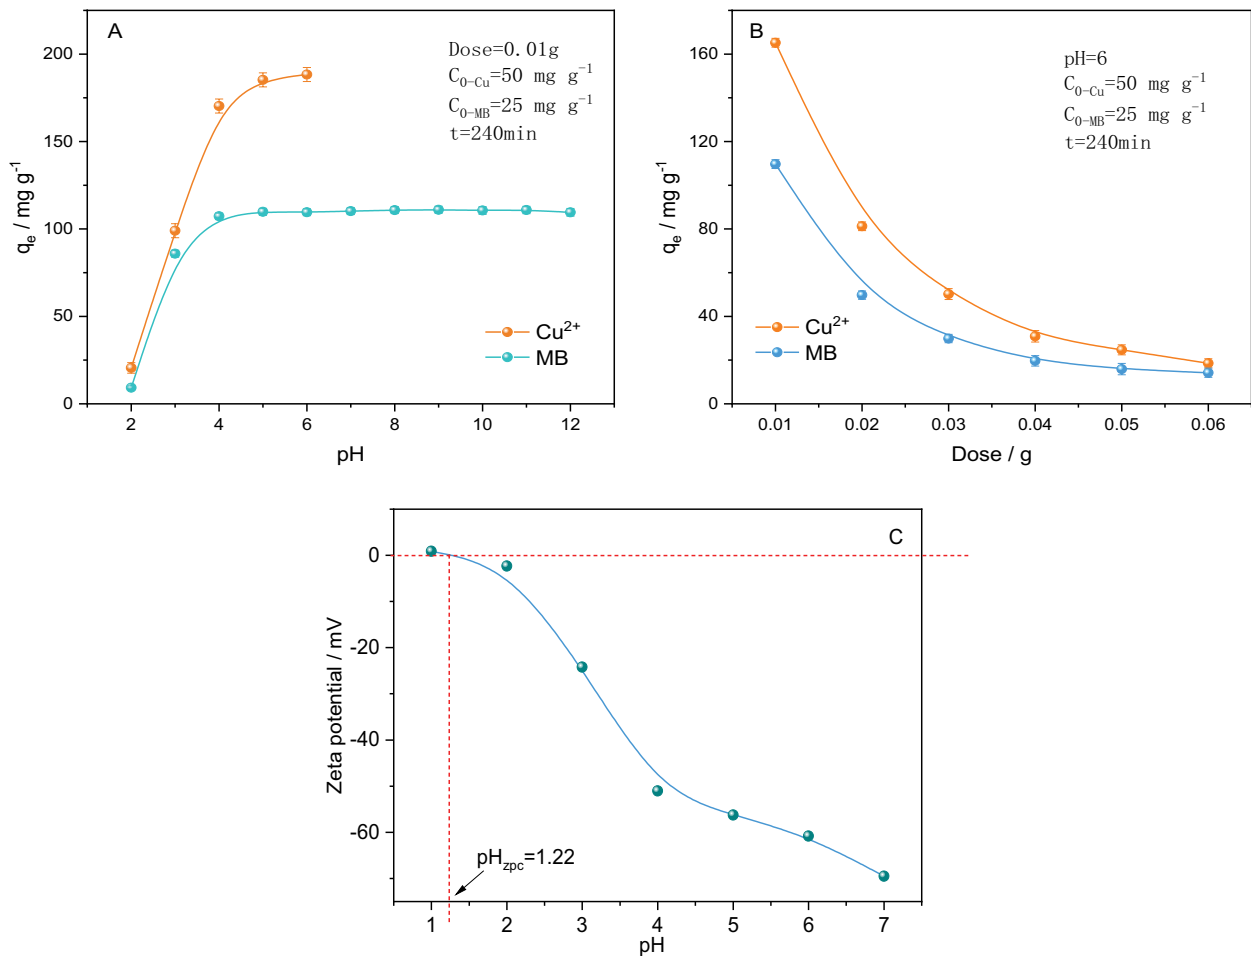 A
Dose=0.01g
C0-Cu=50 mg g⁻¹
C0-MB=25 mg g⁻¹
t=240min
200
150
100
50
0
qe / mg g⁻¹
Cu²⁺
MB
2 4 6 8 10 12
pH
B
pH=6
C0-Cu=50 mg g⁻¹
C0-MB=25 mg g⁻¹
t=240min
160
120
80
40
0
qe / mg g⁻¹
Cu²⁺
MB
0.01 0.02 0.03 0.04 0.05 0.06
Dose / g
C
0
-20
-40
-60
Zeta potential / mV
pHzpc=1.22
1 2 3 4 5 6 7
pH